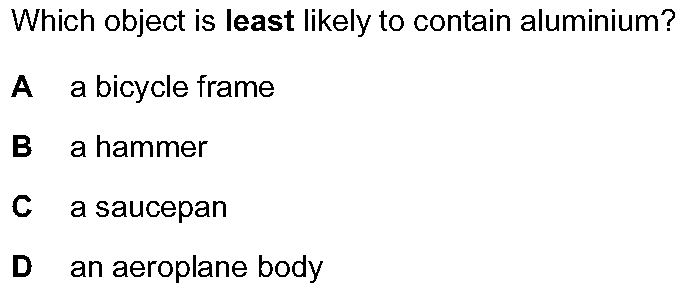 Which object is least likely to contain aluminium?
A a bicycle frame
B a hammer
C a saucepan
D an aeroplane body